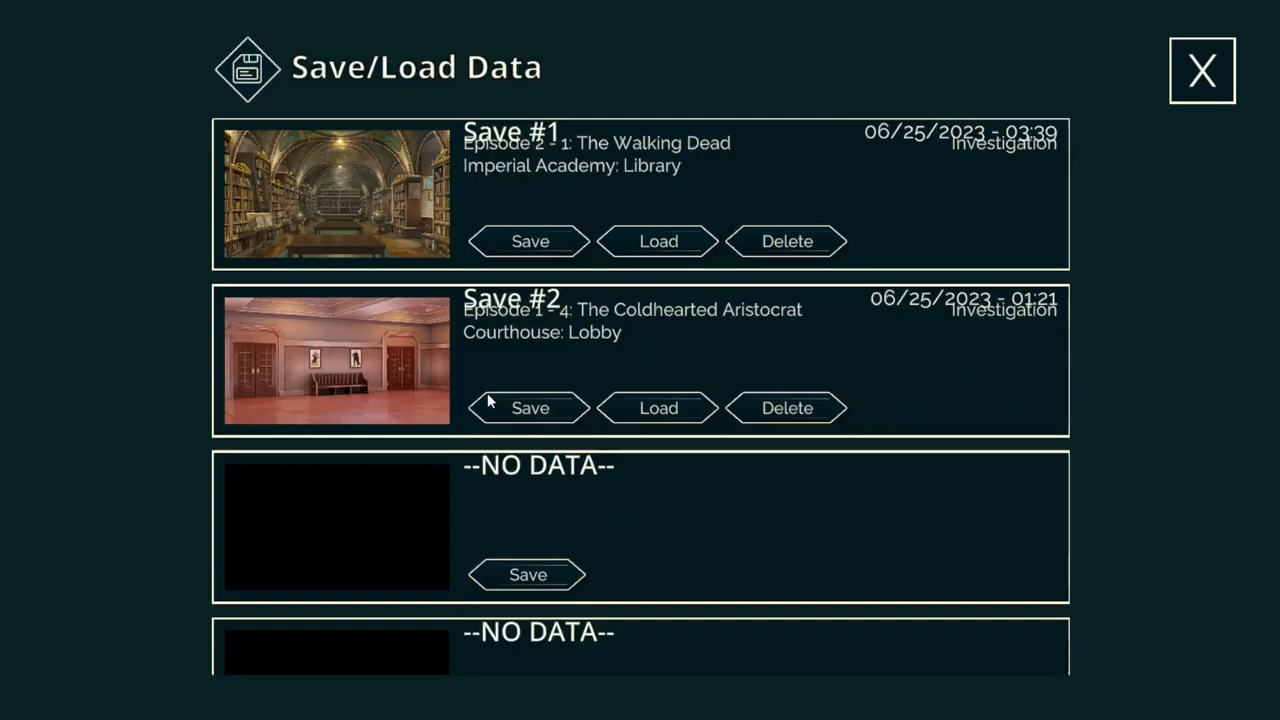 Save/Load Data
X
Save #1
06/25/2023 - 03:39
Episode 2 - 1: The Walking Dead
Investigation
Imperial Academy: Library
Save
Load
Delete
Save #2
06/25/2023 - 01:21
Episode 1 - 4: The Coldhearted Aristocrat
Investigation
Courthouse: Lobby
Save
Load
Delete
--NO DATA--
Save
--NO DATA--